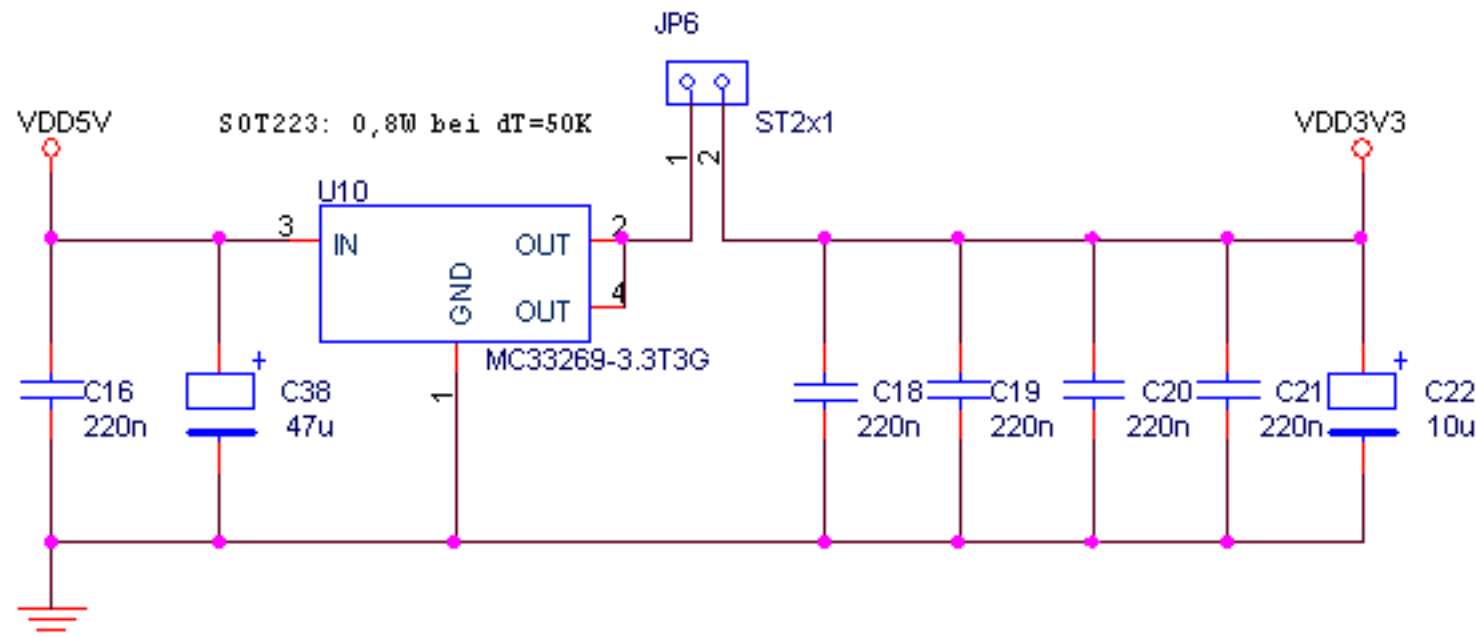 JP6
VDD5V
SOT223: 0,8W bei dT=50K
ST2x1
VDD3V3
1
2
U10
3
IN
OUT
2
GND
OUT
4
MC33269-3.3T3G
1
+
C16
220n
+
C38
47u
C18
220n
C19
220n
C20
220n
C21
220n
C22
10u